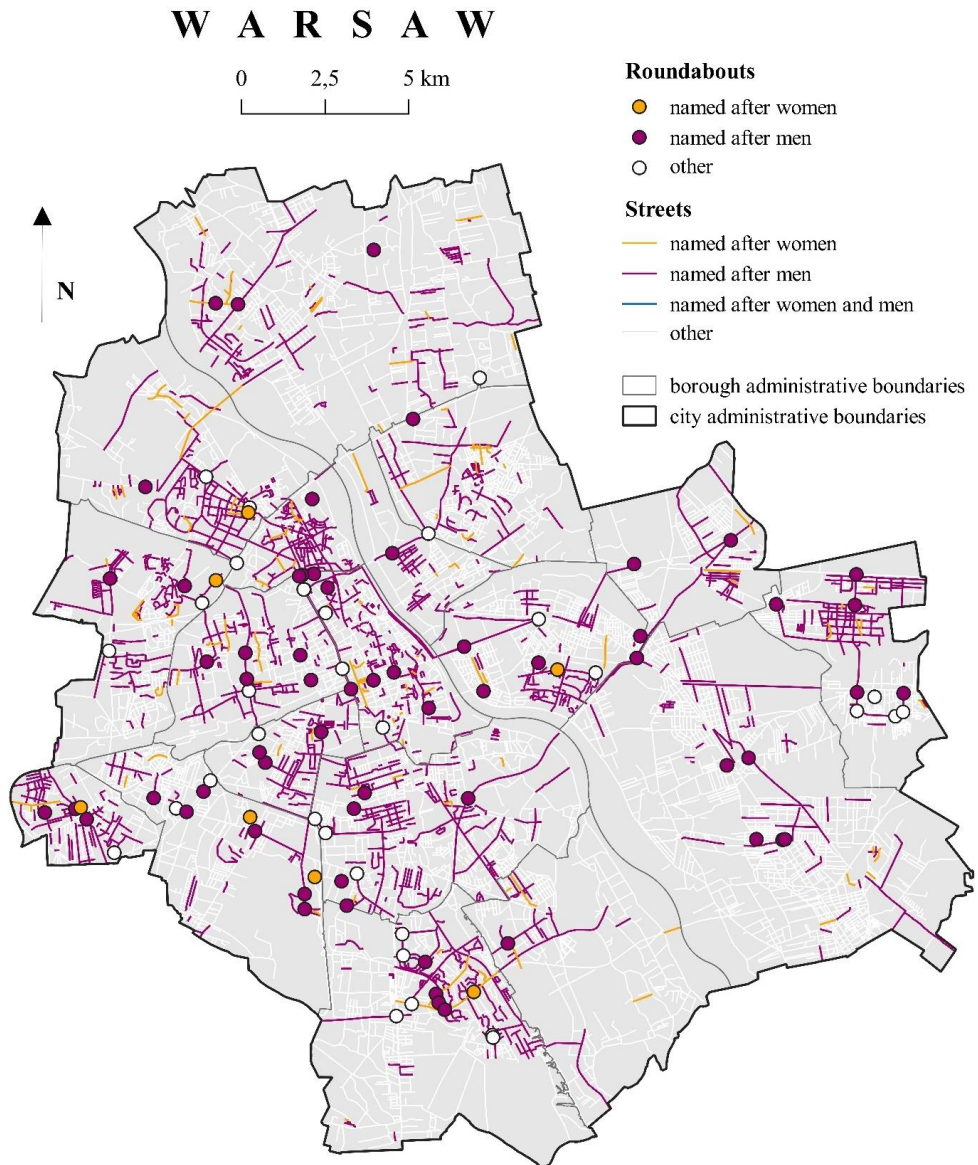 W A R S A W
0 2,5 5 km
N
Roundabouts
named after women
named after men
other
Streets
named after women
named after men
named after women and men
other
borough administrative boundaries
city administrative boundaries